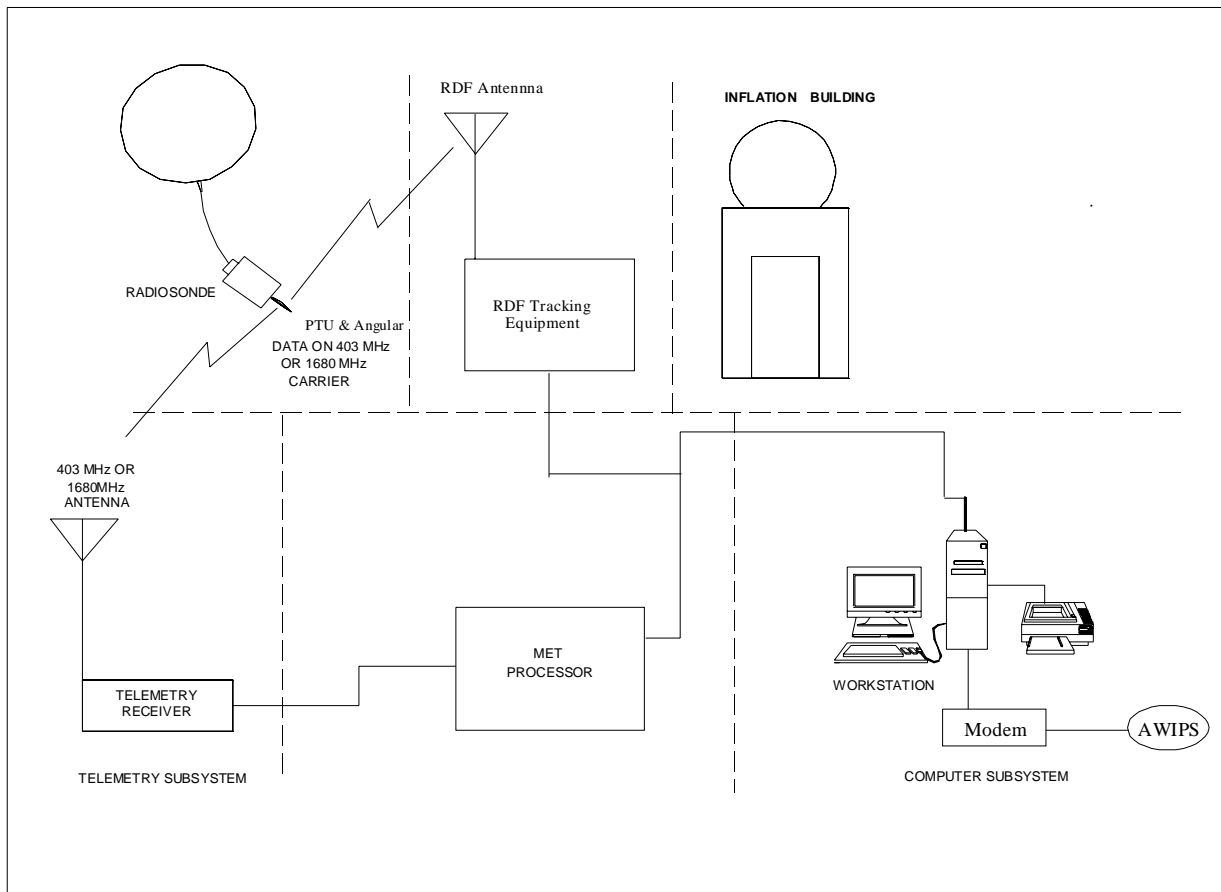 RDF Antennna
INFLATION BUILDING
RADIOSONDE
RDF Tracking
Equipment
PTU & Angular
DATA ON 403 MHz
OR 1680 MHz
CARRIER
403 MHz OR
1680MHz
ANTENNA
MET
PROCESSOR
TELEMETRY
RECEIVER
WORKSTATION
Modem
AWIPS
TELEMETRY SUBSYSTEM
COMPUTER SUBSYSTEM